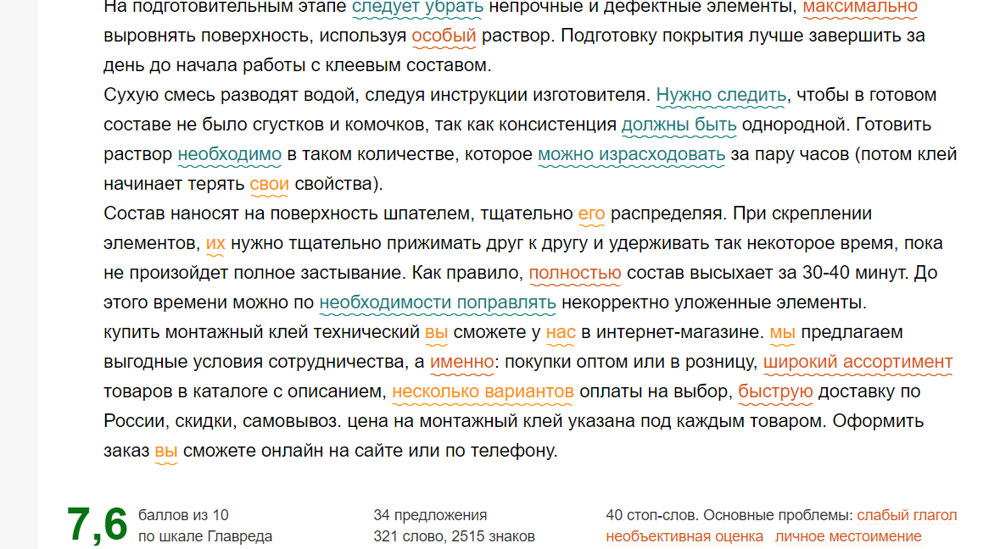 На подготовительным этапе следует убрать непрочные и дефектные элементы, максимально
выровнять поверхность, используя особый раствор. Подготовку покрытия лучше завершить за
день до начала работы с клеевым составом.
Сухую смесь разводят водой, следуя инструкции изготовителя. Нужно следить, чтобы в готовом
составе не было сгустков и комочков, так как консистенция должны быть однородной. Готовить
раствор необходимо в таком количестве, которое можно израсходовать за пару часов (потом клей
начинает терять свои свойства).
Состав наносят на поверхность шпателем, тщательно его распределяя. При скреплении
элементов, их нужно тщательно прижимать друг к другу и удерживать так некоторое время, пока
не произойдет полное застывание. Как правило, полностью состав высыхает за 30-40 минут. До
этого времени можно по необходимости поправлять некорректно уложенные элементы.
купить монтажный клей технический вы сможете у нас в интернет-магазине. мы предлагаем
выгодные условия сотрудничества, а именно: покупки оптом или в розницу, широкий ассортимент
товаров в каталоге с описанием, несколько вариантов оплаты на выбор, быструю доставку по
России, скидки, самовывоз. цена на монтажный клей указана под каждым товаром. Оформить
заказ вы сможете онлайн на сайте или по телефону.
7,6 баллов из 10 34 предложения 40 стоп-слов. Основные проблемы: слабый глагол
по шкале Главреда 321 слово, 2515 знаков необъективная оценка личное местоимение